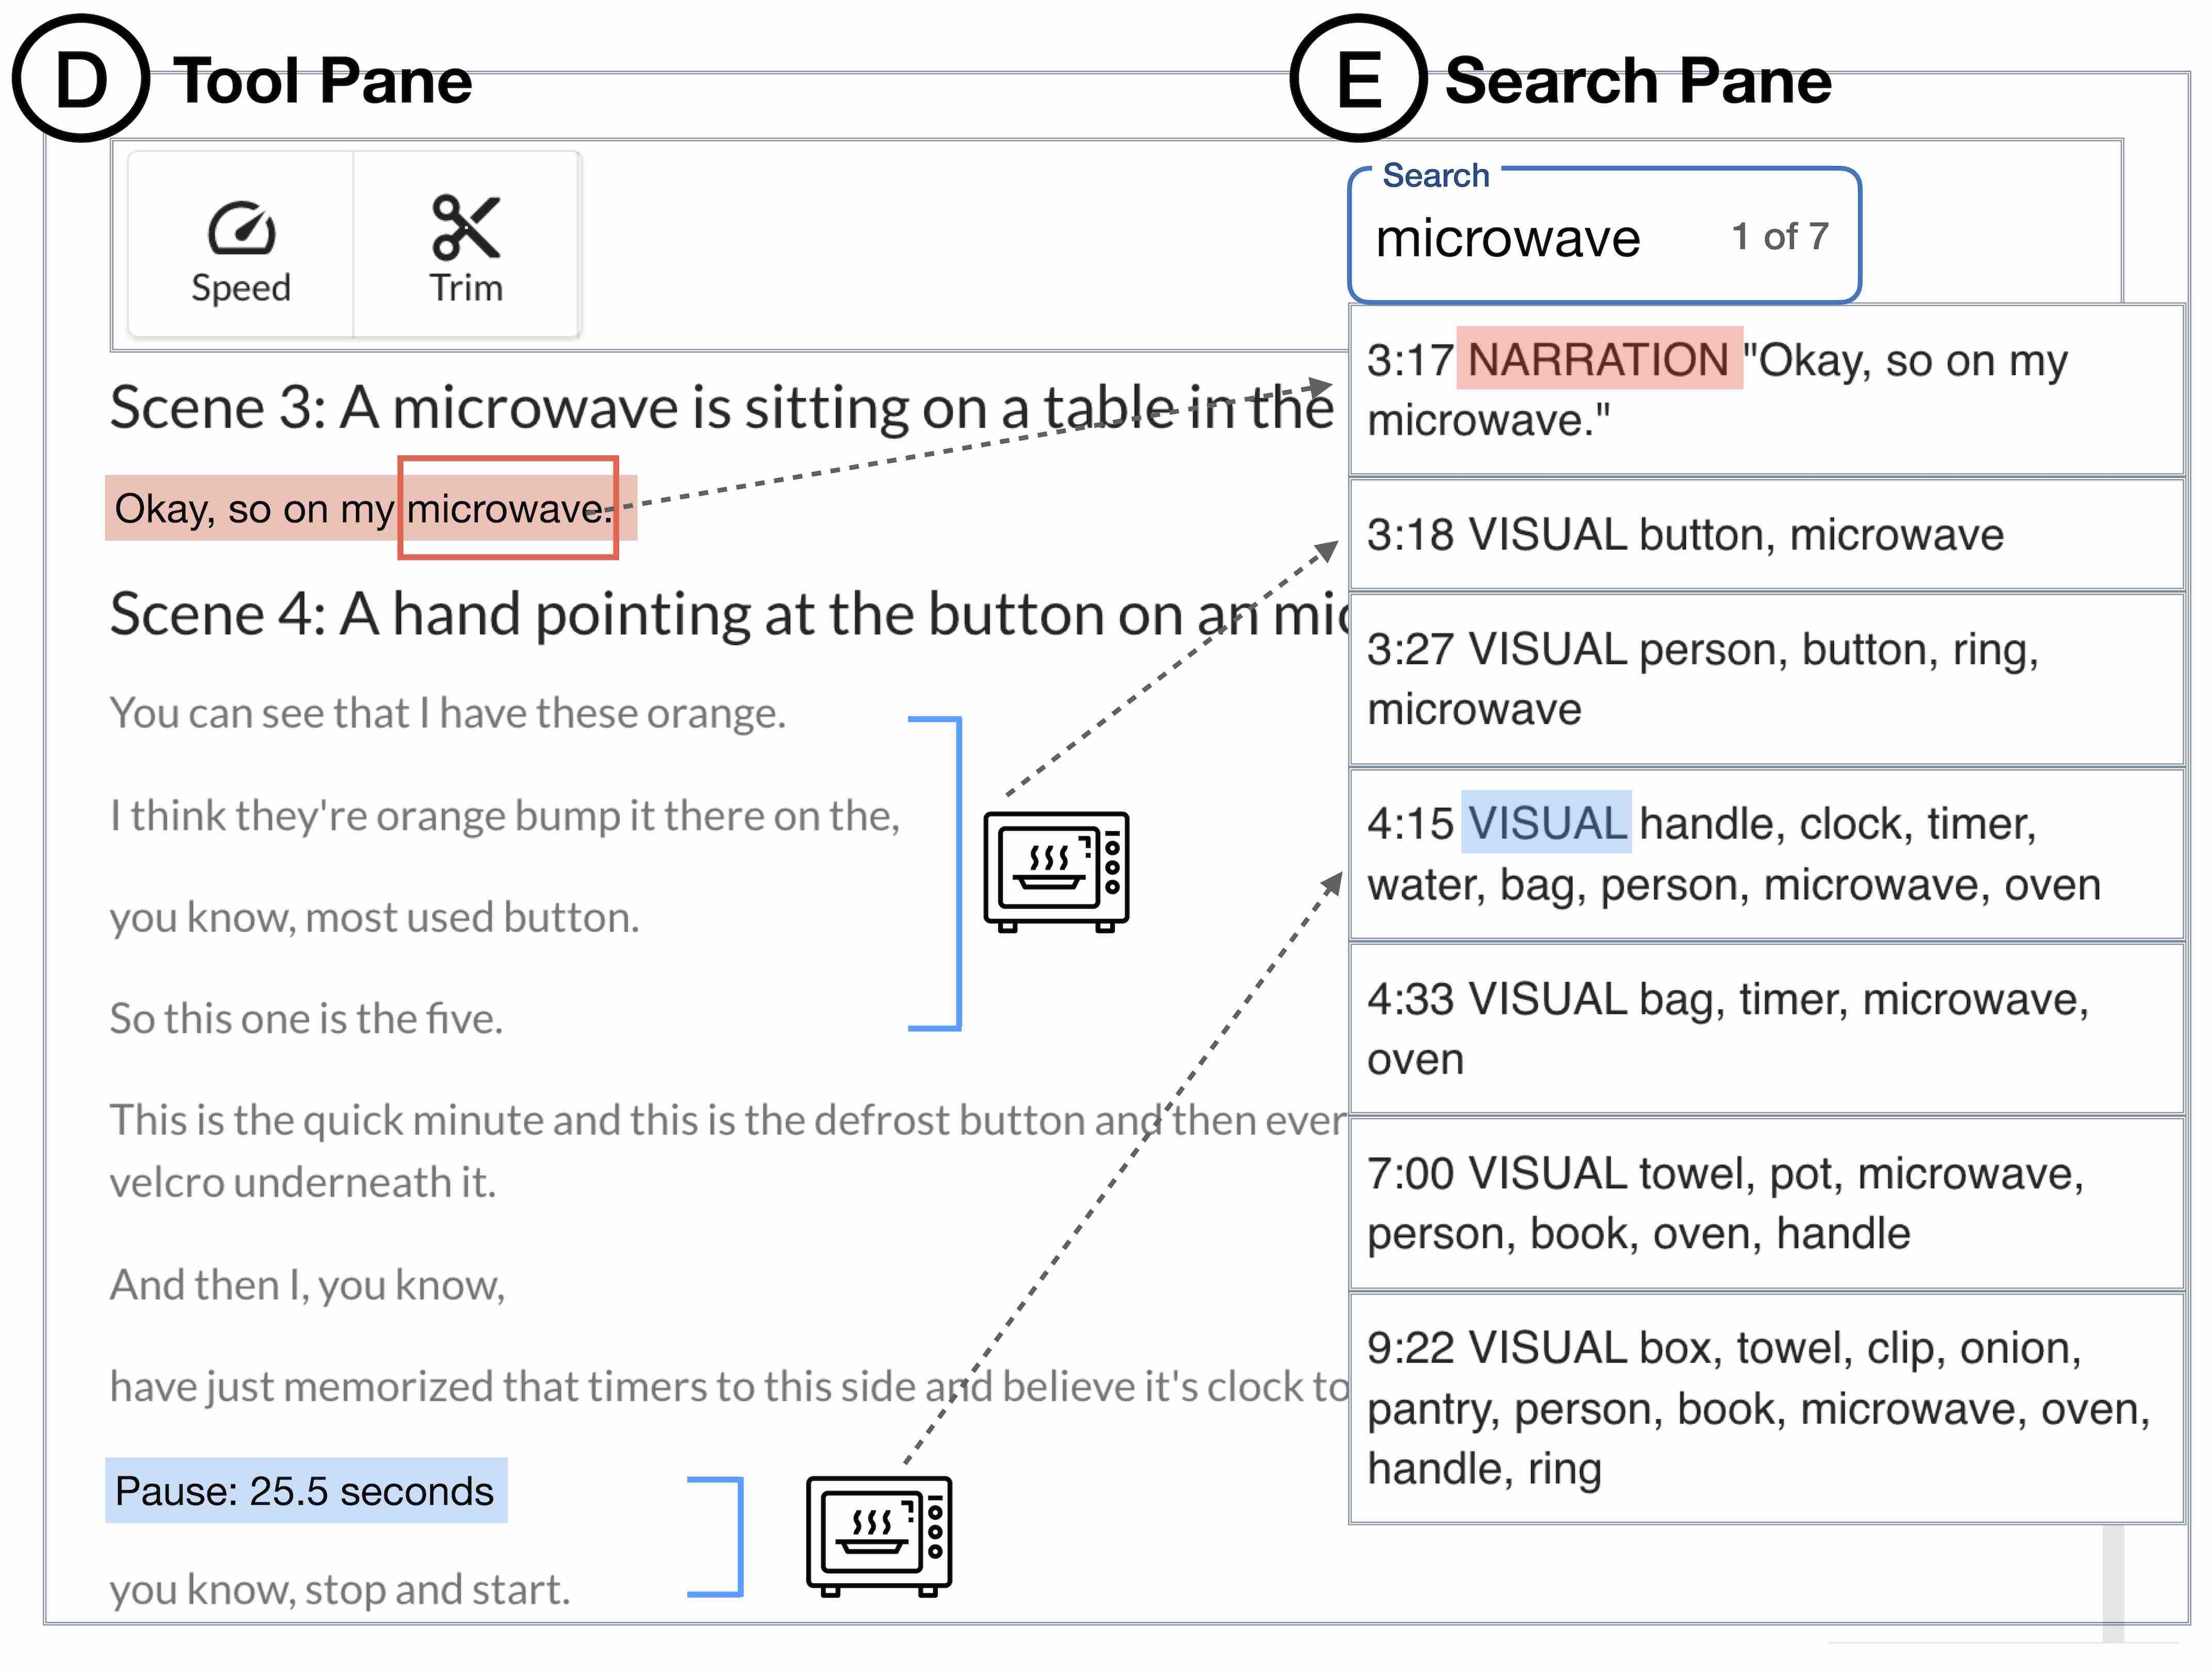 D Tool Pane
E Search Pane
Speed
Trim
Search
microwave 1 of 7
Scene 3: A microwave is sitting on a table in the
Okay, so on my microwave.
Scene 4: A hand pointing at the button on an mic
You can see that I have these orange.
I think they're orange bump it there on the,
you know, most used button.
So this one is the five.
This is the quick minute and this is the defrost button and then ever
velcro underneath it.
And then I, you know,
have just memorized that timers to this side and believe it's clock to
Pause: 25.5 seconds
you know, stop and start.
3:17 NARRATION "Okay, so on my
microwave."
3:18 VISUAL button, microwave
3:27 VISUAL person, button, ring,
microwave
4:15 VISUAL handle, clock, timer,
water, bag, person, microwave, oven
4:33 VISUAL bag, timer, microwave,
oven
7:00 VISUAL towel, pot, microwave,
person, book, oven, handle
9:22 VISUAL box, towel, clip, onion,
pantry, person, book, microwave, oven,
handle, ring